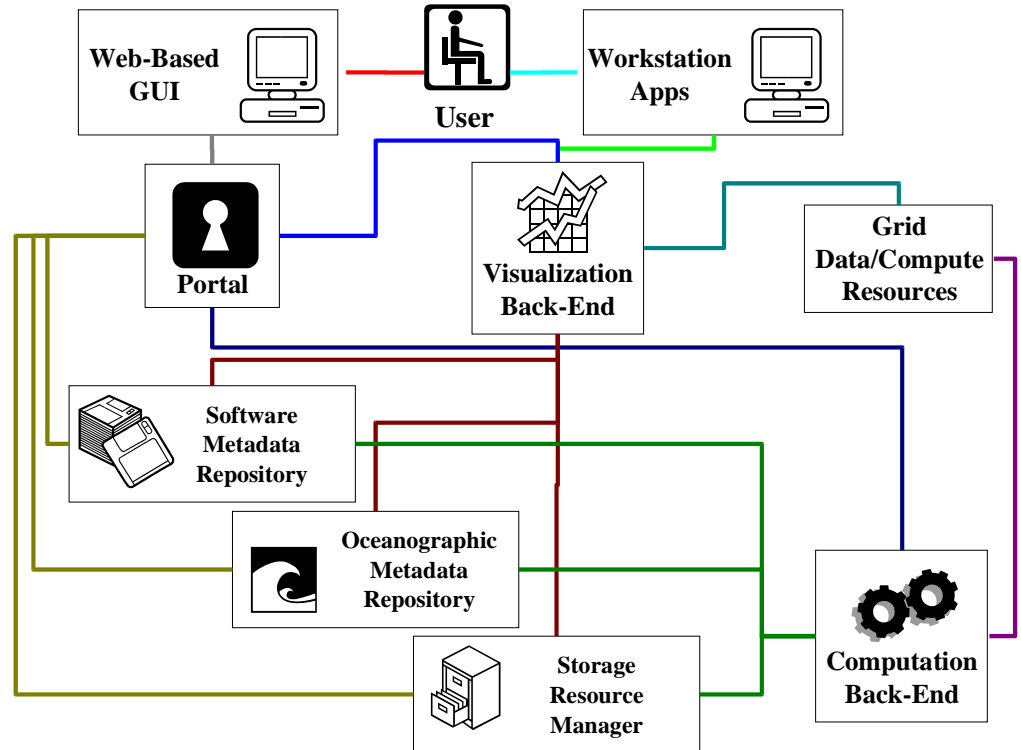 Web-Based
GUI
User
Workstation
Apps
Portal
Visualization
Back-End
Grid
Data/Compute
Resources
Software
Metadata
Repository
Oceanographic
Metadata
Repository
Storage
Resource
Manager
Computation
Back-End